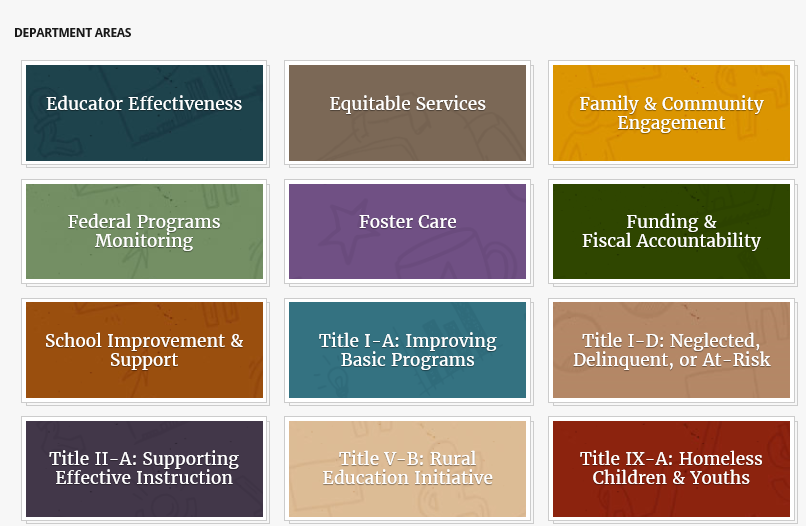 DEPARTMENT AREAS
Educator Effectiveness
Equitable Services
Family & Community
Engagement
Federal Programs
Monitoring
Foster Care
Funding &
Fiscal Accountability
School Improvement &
Support
Title I-A: Improving
Basic Programs
Title I-D: Neglected,
Delinquent, or At-Risk
Title II-A: Supporting
Effective Instruction
Title V-B: Rural
Education Initiative
Title IX-A: Homeless
Children & Youths